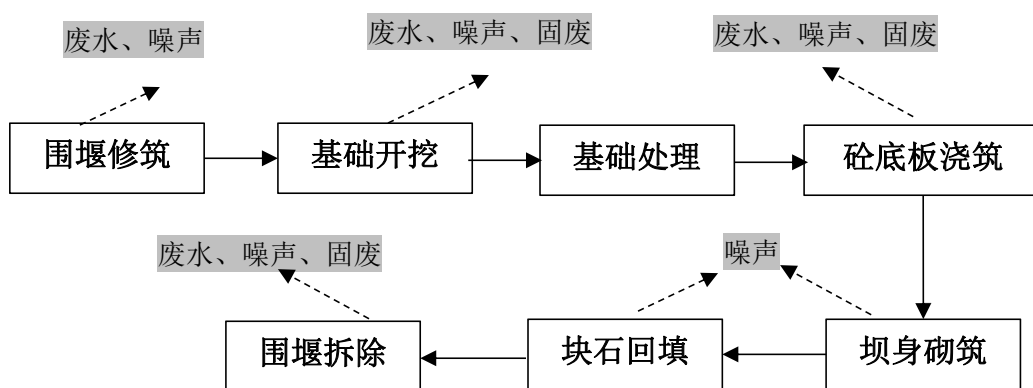 废水、噪声
废水、噪声、固废
废水、噪声、固废
围堰修筑
基础开挖
基础处理
砼底板浇筑
废水、噪声、固废
噪声
围堰拆除
块石回填
坝身砌筑